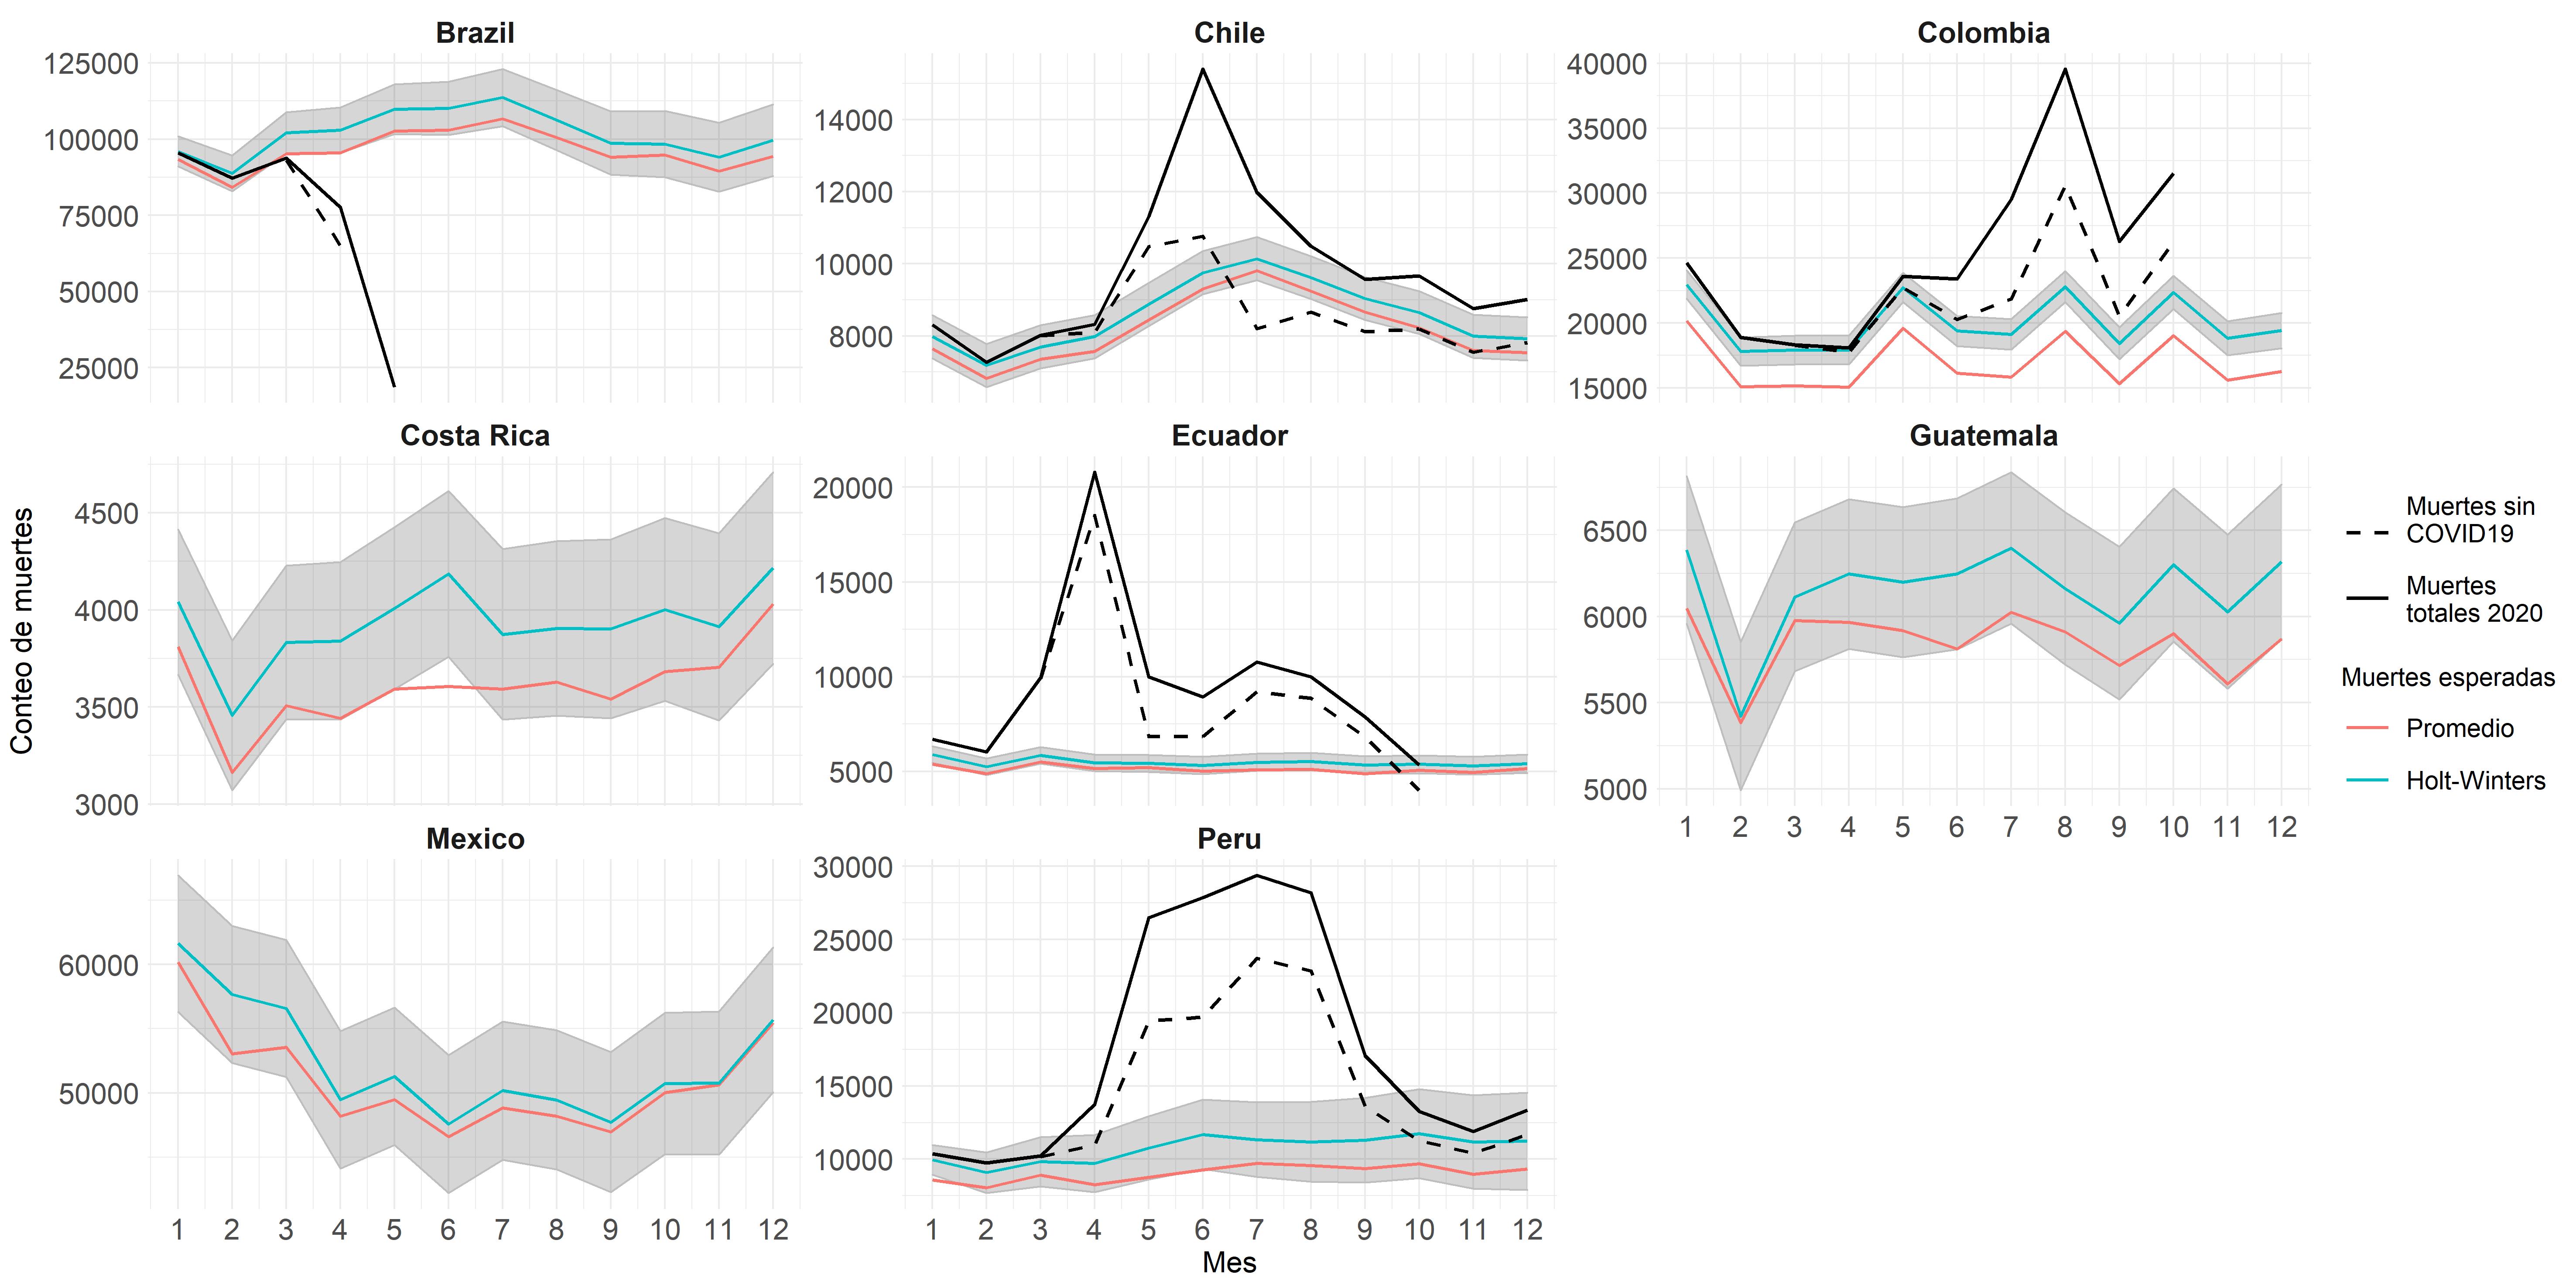 Brazil
125000
100000
75000
50000
25000
Chile
14000
12000
10000
8000
Colombia
40000
35000
30000
25000
20000
15000
Costa Rica
4500
4000
3500
3000
Ecuador
20000
15000
10000
5000
Guatemala
6500
6000
5500
5000
1 2 3 4 5 6 7 8 9 10 11 12
Mexico
60000
50000
1 2 3 4 5 6 7 8 9 10 11 12
Peru
30000
25000
20000
15000
10000
1 2 3 4 5 6 7 8 9 10 11 12
Conteo de muertes
Mes
Muertes sin
COVID19
Muertes
totales 2020
Muertes esperadas
Promedio
Holt-Winters